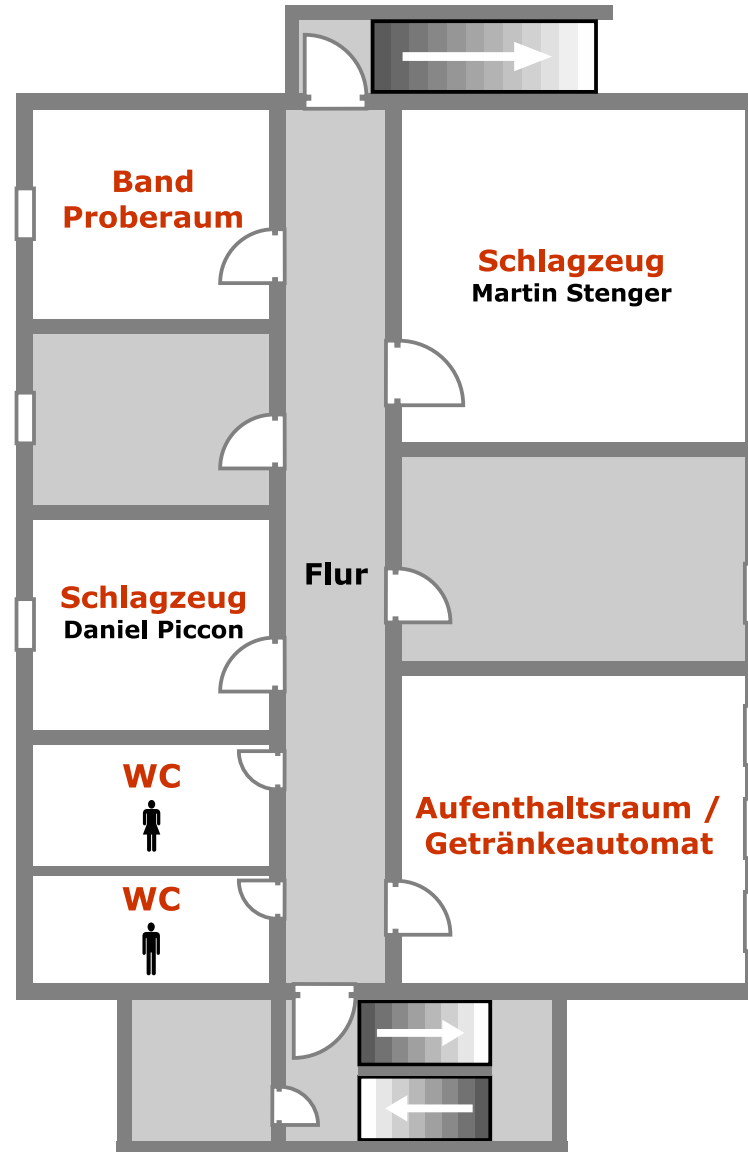 Band
Proberaum
Schlagzeug
Martin Stenger
Flur
Schlagzeug
Daniel Piccon
WC
Aufenthaltsraum /
Getränkeautomat
WC